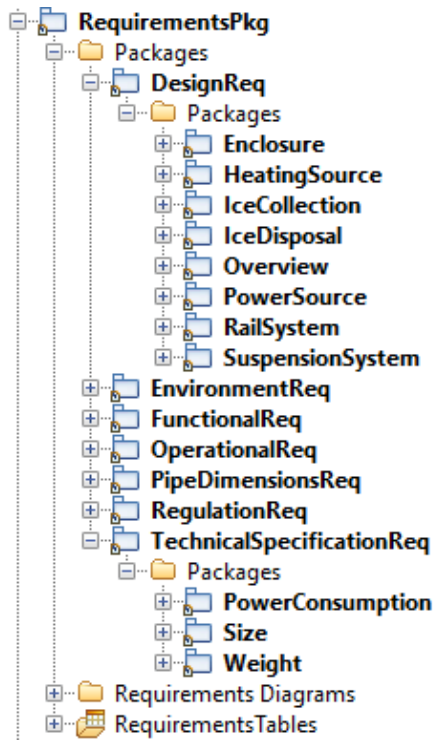 RequirementsPkg
Packages
DesignReq
Packages
Enclosure
HeatingSource
IceCollection
IceDisposal
Overview
PowerSource
RailSystem
SuspensionSystem
EnvironmentReq
FunctionalReq
OperationalReq
PipeDimensionsReq
RegulationReq
TechnicalSpecificationReq
Packages
PowerConsumption
Size
Weight
Requirements Diagrams
RequirementsTables